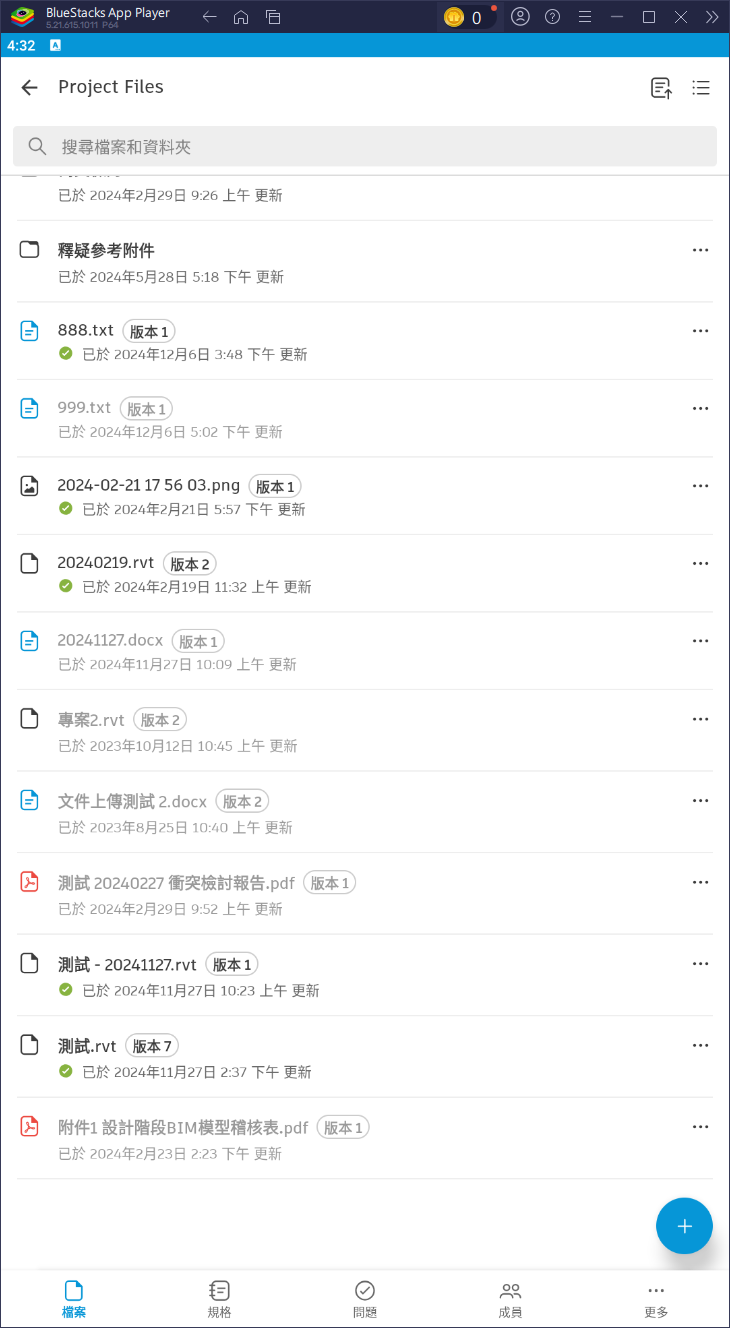 BlueStacks App Player
5.21.615.1011 P64
0
4:32
A
Project Files
搜尋檔案和資料夾
已於 2024年2月29日 9:26 上午 更新
釋疑參考附件
已於 2024年5月28日 5:18 下午 更新
888.txt 版本 1
已於 2024年12月6日 3:48 下午 更新
999.txt 版本 1
已於 2024年12月6日 5:02 下午 更新
2024-02-21 17 56 03.png 版本 1
已於 2024年2月21日 5:57 下午 更新
20240219.rvt 版本 2
已於 2024年2月19日 11:32 上午 更新
20241127.docx 版本 1
已於 2024年11月27日 10:09 上午 更新
專案2.rvt 版本 2
已於 2023年10月12日 10:45 上午 更新
文件上傳測試 2.docx 版本 2
已於 2023年8月25日 10:40 上午 更新
測試 20240227 衝突檢討報告.pdf 版本 1
已於 2024年2月29日 9:52 上午 更新
測試 - 20241127.rvt 版本 1
已於 2024年11月27日 10:23 上午 更新
測試.rvt 版本 7
已於 2024年11月27日 2:37 下午 更新
附件1 設計階段BIM模型稽核表.pdf 版本 1
已於 2024年2月23日 2:23 下午 更新
檔案 規格 問題 成員 更多